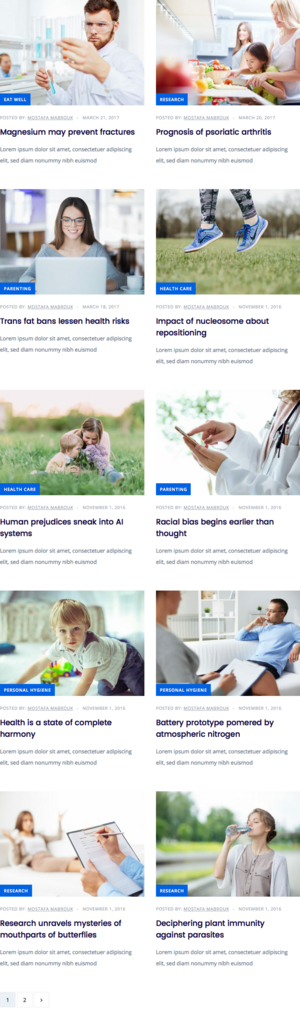 EAT WELL
POSTED BY: MOSTAFA MABROUK - MARCH 21, 2017
Magnesium may prevent fractures
Lorem ipsum dolor sit amet, consectetuer adipiscing
elit, sed diam nonummy nibh euismod
RESEARCH
POSTED BY: MOSTAFA MABROUK - MARCH 20, 2017
Prognosis of psoriatic arthritis
Lorem ipsum dolor sit amet, consectetuer adipiscing
elit, sed diam nonummy nibh euismod
PARENTING
POSTED BY: MOSTAFA MABROUK - MARCH 18, 2017
Trans fat bans lessen health risks
Lorem ipsum dolor sit amet, consectetuer adipiscing
elit, sed diam nonummy nibh euismod
HEALTH CARE
POSTED BY: MOSTAFA MABROUK - NOVEMBER 1, 2016
Impact of nucleosome about
repositioning
Lorem ipsum dolor sit amet, consectetuer adipiscing
elit, sed diam nonummy nibh euismod
HEALTH CARE
POSTED BY: MOSTAFA MABROUK - NOVEMBER 1, 2016
Human prejudices sneak into AI
systems
Lorem ipsum dolor sit amet, consectetuer adipiscing
elit, sed diam nonummy nibh euismod
PARENTING
POSTED BY: MOSTAFA MABROUK - NOVEMBER 1, 2016
Racial bias begins earlier than
thought
Lorem ipsum dolor sit amet, consectetuer adipiscing
elit, sed diam nonummy nibh euismod
PERSONAL HYGIENE
POSTED BY: MOSTAFA MABROUK - NOVEMBER 1, 2016
Health is a state of complete
harmony
Lorem ipsum dolor sit amet, consectetuer adipiscing
elit, sed diam nonummy nibh euismod
PERSONAL HYGIENE
POSTED BY: MOSTAFA MABROUK - NOVEMBER 1, 2016
Battery prototype pomered by
atmospheric nitrogen
Lorem ipsum dolor sit amet, consectetuer adipiscing
elit, sed diam nonummy nibh euismod
RESEARCH
POSTED BY: MOSTAFA MABROUK - NOVEMBER 1, 2016
Research unravels mysteries of
mouthparts of butterflies
Lorem ipsum dolor sit amet, consectetuer adipiscing
elit, sed diam nonummy nibh euismod
RESEARCH
POSTED BY: MOSTAFA MABROUK - NOVEMBER 1, 2016
Deciphering plant immunity
against parasites
Lorem ipsum dolor sit amet, consectetuer adipiscing
elit, sed diam nonummy nibh euismod
1 2 ›